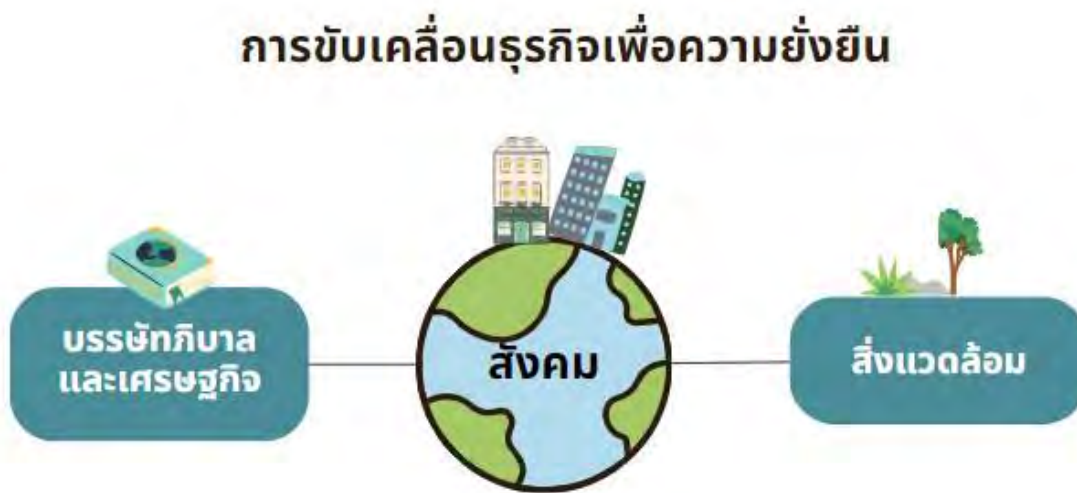 การขับเคลื่อนธุรกิจเพื่อความยั่งยืน
บรรษัทภิบาล
และเศรษฐกิจ
สังคม
สิ่งแวดล้อม